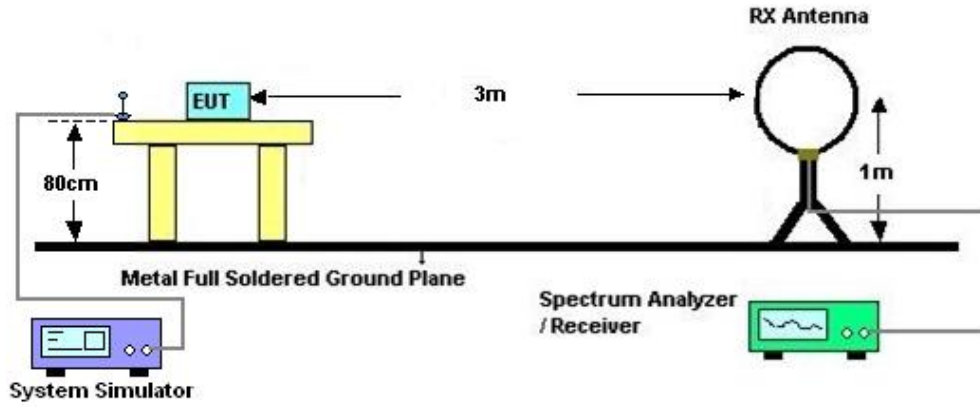 RX Antenna
EUT
3m
80cm
1m
Metal Full Soldered Ground Plane
Spectrum Analyzer
/ Receiver
System Simulator